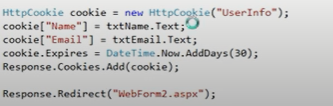 HttpCookie cookie = new HttpCookie("UserInfo");
cookie["Name"] = txtName.Text;
cookie["Email"] = txtEmail.Text;
cookie.Expires = DateTime.Now.AddDays(30);
Response.Cookies.Add(cookie);
Response.Redirect("WebForm2.aspx");